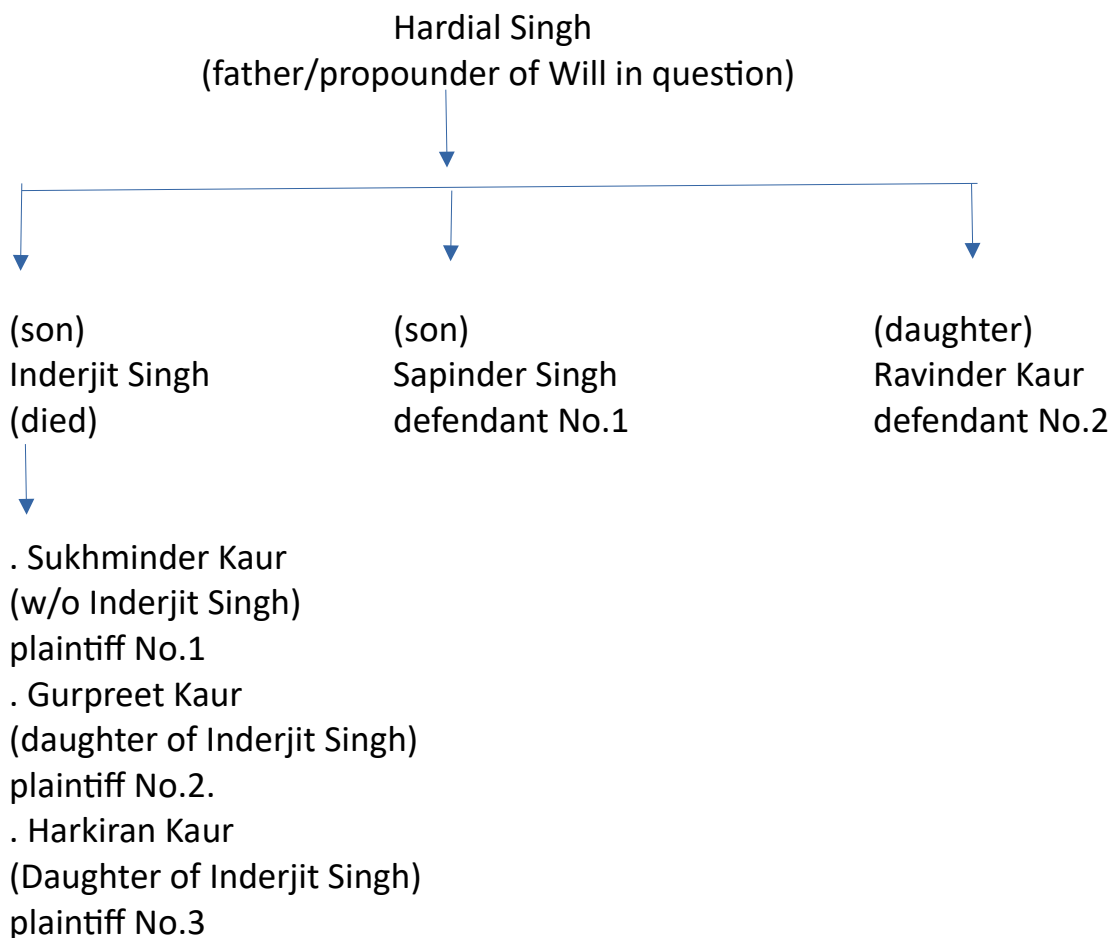 Hardial Singh
(father/propounder of Will in question)
(son)
Inderjit Singh
(died)
(son)
Sapinder Singh
defendant No.1
(daughter)
Ravinder Kaur
defendant No.2
. Sukhminder Kaur
(w/o Inderjit Singh)
plaintiff No.1
. Gurpreet Kaur
(daughter of Inderjit Singh)
plaintiff No.2.
. Harkiran Kaur
(Daughter of Inderjit Singh)
plaintiff No.3